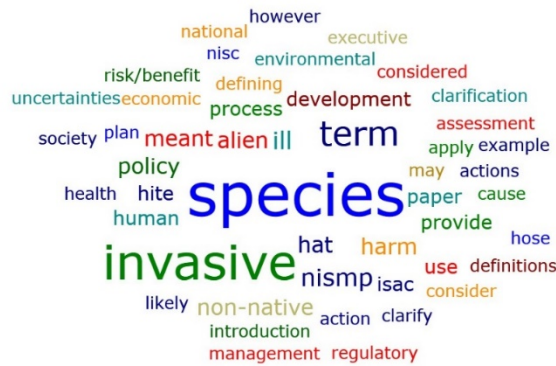 however
national executive
nisc environmental
risk/benefit defining considered
uncertainties economic process development clarification
society plan meant alien ill term assessment
policy apply example
health hite species may actions
human paper cause
hat harm provide hose
invasive nismp isac use definitions
likely non-native consider
introduction action clarify
management regulatory